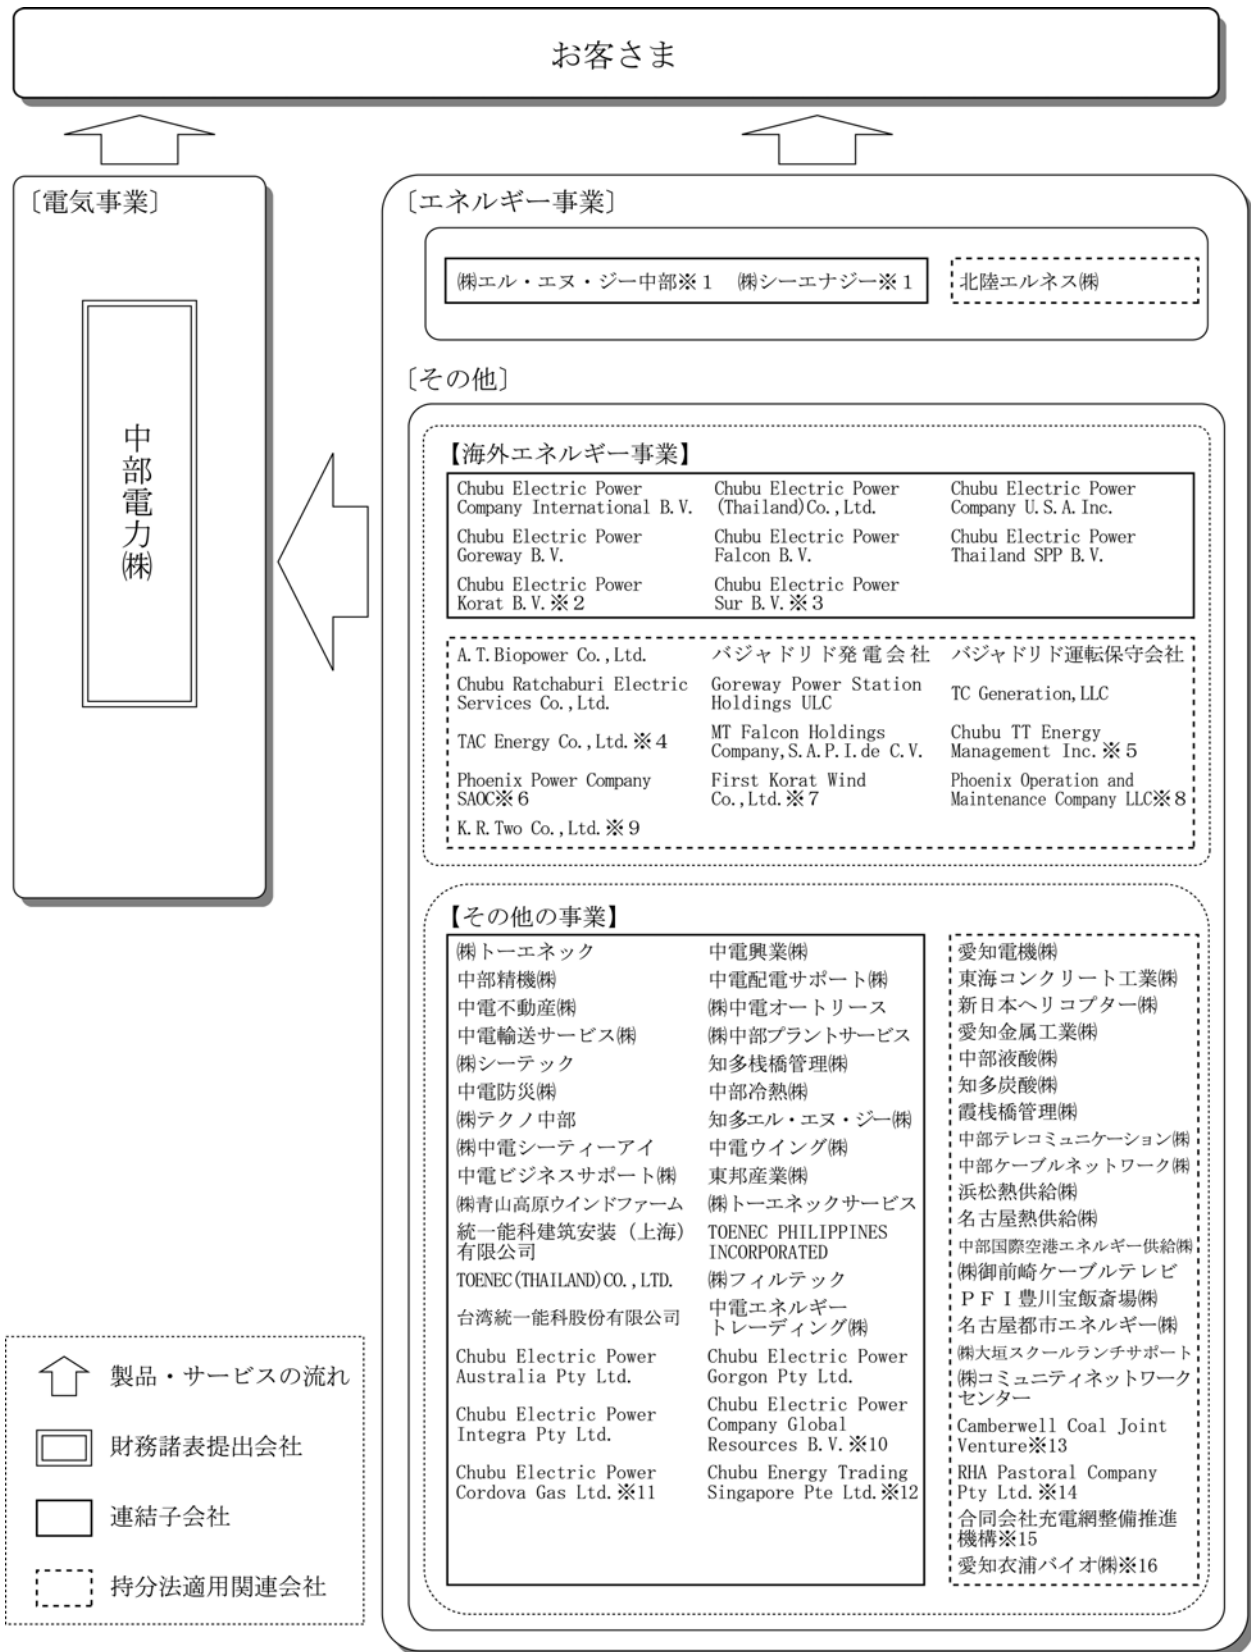 お客さま
〔電気事業〕
中部電力㈱
〔エネルギー事業〕
㈱エル・エヌ・ジー中部※１ ㈱シーエナジー※１
北陸エルネス㈱
〔その他〕
【海外エネルギー事業】
Chubu Electric Power
Company International B.V.
Chubu Electric Power
(Thailand)Co.,Ltd.
Chubu Electric Power
Company U.S.A.Inc.
Chubu Electric Power
Goreway B.V.
Chubu Electric Power
Falcon B.V.
Chubu Electric Power
Thailand SPP B.V.
Chubu Electric Power
Korat B.V.※２
Chubu Electric Power
Sur B.V.※３
A.T.Biopower Co.,Ltd.
バジャドリド発電会社
バジャドリド運転保守会社
Chubu Ratchaburi Electric
Services Co.,Ltd.
Goreway Power Station
Holdings ULC
TC Generation,LLC
TAC Energy Co.,Ltd.※４
MT Falcon Holdings
Company,S.A.P.I.de C.V.
Chubu TT Energy
Management Inc.※５
Phoenix Power Company
SAOC※６
First Korat Wind
Co.,Ltd.※７
Phoenix Operation and
Maintenance Company LLC※８
K.R.Two Co.,Ltd.※９
【その他の事業】
㈱トーエネック
中電興業㈱
中部精機㈱
中電配電サポート㈱
中電不動産㈱
㈱中電オートリース
中電輸送サービス㈱
㈱中部プラントサービス
㈱シーテック
知多桟橋管理㈱
中電防災㈱
中部冷熱㈱
㈱テクノ中部
知多エル・エヌ・ジー㈱
㈱中電シーティーアイ
中電ウイング㈱
中電ビジネスサポート㈱
東邦産業㈱
㈱青山高原ウインドファーム
㈱トーエネックサービス
統一能科建筑安装（上海）
有限公司
TOENEC PHILIPPINES
INCORPORATED
TOENEC(THAILAND)CO.,LTD.
㈱フィルテック
台湾統一能科股份有限公司
中電エネルギー
トレーディング㈱
Chubu Electric Power
Australia Pty Ltd.
Chubu Electric Power
Gorgon Pty Ltd.
Chubu Electric Power
Integra Pty Ltd.
Chubu Electric Power
Company Global
Resources B.V.※10
Chubu Electric Power
Cordova Gas Ltd.※11
Chubu Energy Trading
Singapore Pte Ltd.※12
愛知電機㈱
東海コンクリート工業㈱
新日本ヘリコプター㈱
愛知金属工業㈱
中部液酸㈱
知多炭酸㈱
霞桟橋管理㈱
中部テレコミュニケーション㈱
中部ケーブルネットワーク㈱
浜松熱供給㈱
名古屋熱供給㈱
中部国際空港エネルギー供給㈱
㈱御前崎ケーブルテレビ
ＰＦＩ豊川宝飯斎場㈱
名古屋都市エネルギー㈱
㈱大垣スクールランチサポート
㈱コミュニティネットワーク
センター
Camberwell Coal Joint
Venture※13
RHA Pastoral Company
Pty Ltd.※14
合同会社充電網整備推進
機構※15
愛知衣浦バイオ㈱※16
製品・サービスの流れ
財務諸表提出会社
連結子会社
持分法適用関連会社